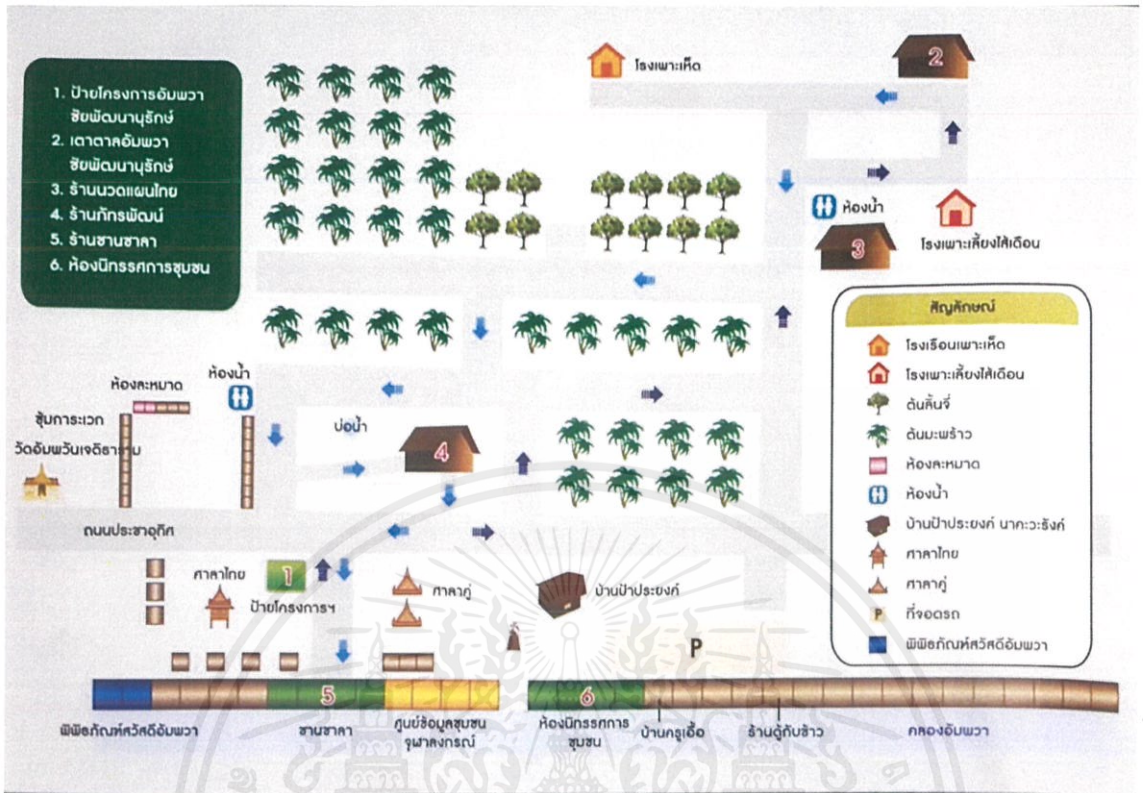 1. ป้ายโครงการอัมพวา
ชัยพัฒนานุรักษ์
2. เตาตาลอัมพวา
ชัยพัฒนานุรักษ์
3. ร้านนวดแผนไทย
4. ร้านภัทรพัฒน์
5. ร้านชานชาลา
6. ห้องนิทรรศการชุมชน
โรงเพาะเห็ด
2
ห้องน้ำ
3
โรงเพาะเลี้ยงไส้เดือน
สัญลักษณ์
โรงเรือนเพาะเห็ด
โรงเพาะเลี้ยงไส้เดือน
ต้นลิ้นจี่
ต้นมะพร้าว
ห้องละหมาด
ห้องน้ำ
บ้านป้าประยงค์ นาคะวะรังค์
ศาลาไทย
ศาลาคู่
P ที่จอดรถ
พิพิธภัณฑ์สวัสดีอัมพวา
ห้องละหมาด
ห้องน้ำ
ซุ้มการะเวก
วัดอัมพวันเจติยาราม
บ่อน้ำ
4
ถนนประชาอุทิศ
ศาลาไทย
1
ป้ายโครงการฯ
ศาลาคู่
บ้านป้าประยงค์
P
5
6
พิพิธภัณฑ์สวัสดีอัมพวา
ชานชาลา
ศูนย์ข้อมูลชุมชน
จุฬาลงกรณ์
ห้องนิทรรศการ
ชุมชน
บ้านครูเอื้อ
ร้านตู้กับข้าว
คลองอัมพวา